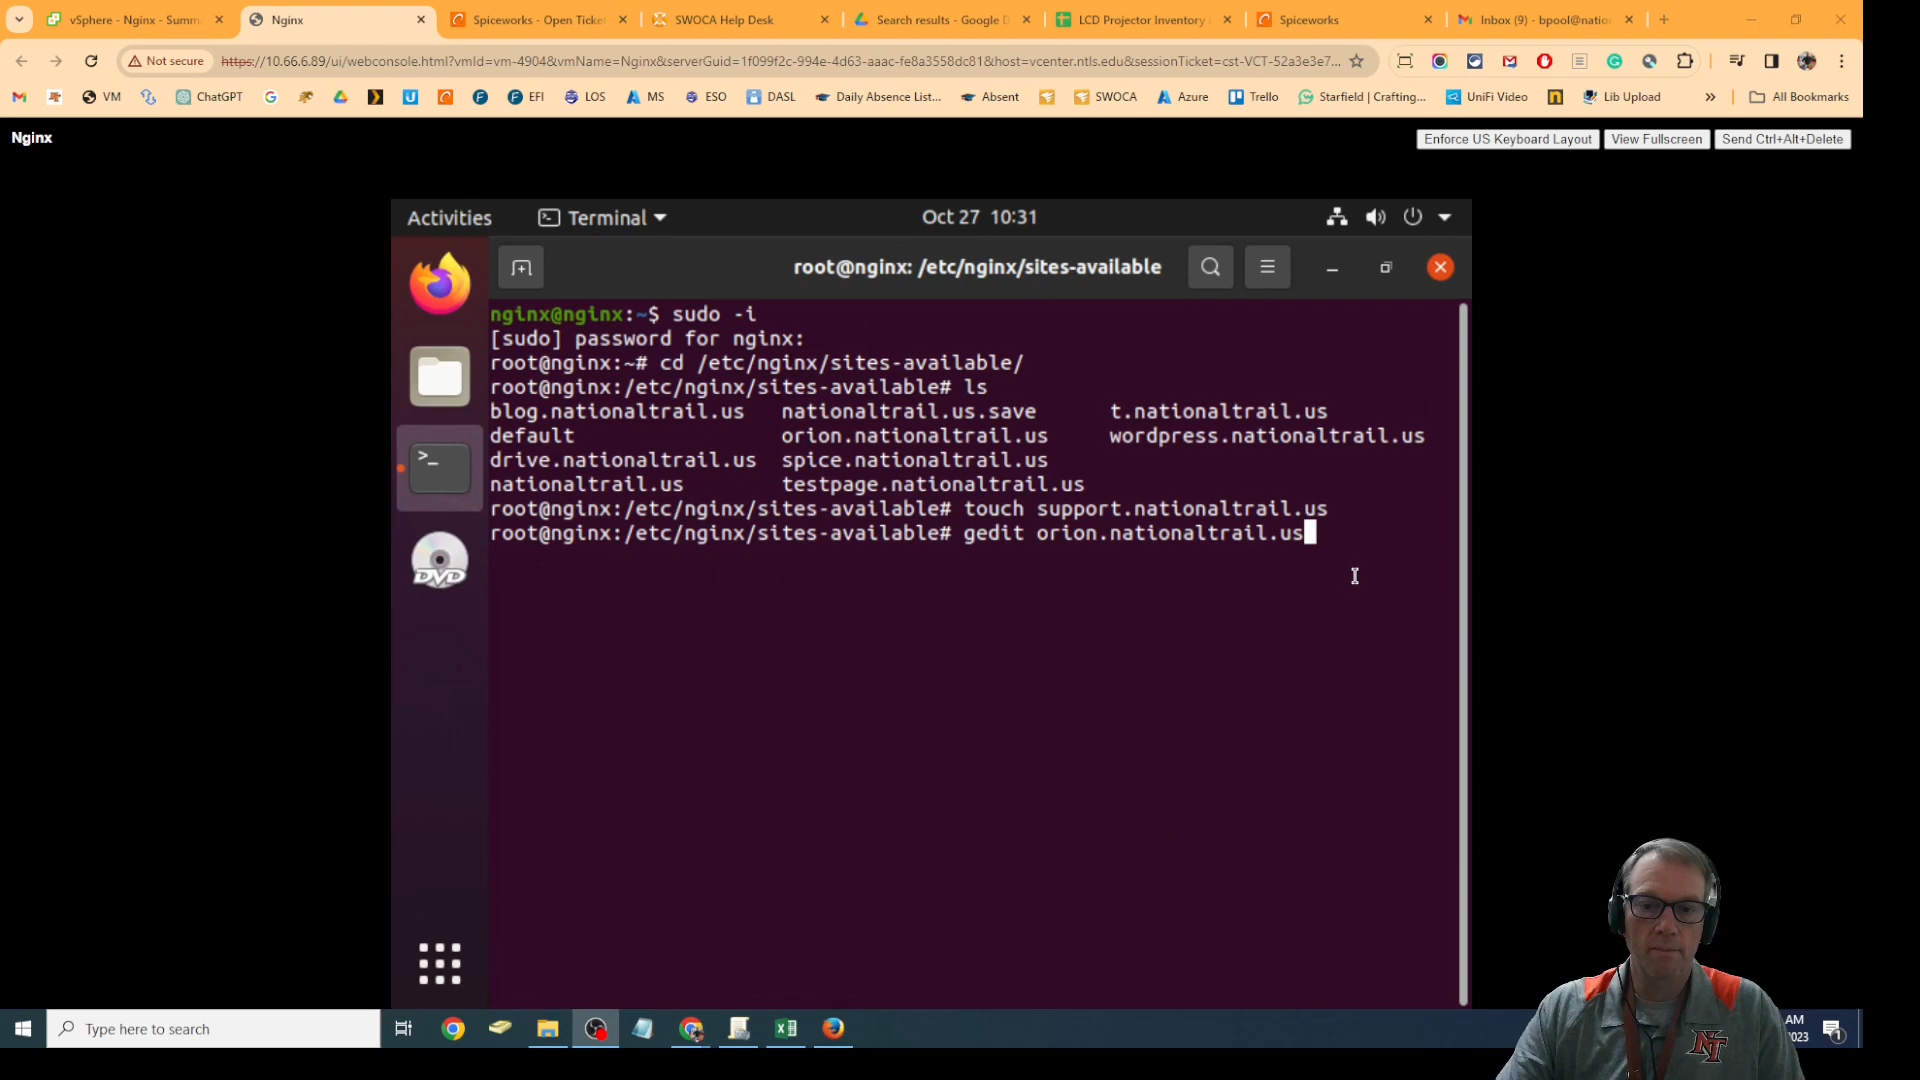 vSphere - Nginx - Summ
Nginx
Spiceworks - Open Ticke
SWOCA Help Desk
Search results - Google D
LCD Projector Inventory
Spiceworks
Inbox (9) - bpool@natio
Not secure
https://10.66.6.89/ui/webconsole.html?vmId=vm-4904&vmName=Nginx&serverGuid=1f099f2c-994e-4d63-aaac-fe8a3558dc81&host=vcenter.ntls.edu&sessionTicket=cst-VCT-52a3e3e7...
VM
ChatGPT
EFI
LOS
MS
ESO
DASL
Daily Absence List...
Absent
SWOCA
Azure
Trello
Starfield | Crafting...
UniFi Video
Lib Upload
All Bookmarks
Nginx
Enforce US Keyboard Layout
View Fullscreen
Send Ctrl+Alt+Delete
Activities
Terminal
Oct 27 10:31
root@nginx: /etc/nginx/sites-available
nginx@nginx:~$ sudo -i
[sudo] password for nginx:
root@nginx:~# cd /etc/nginx/sites-available/
root@nginx:/etc/nginx/sites-available# ls
blog.nationaltrail.us nationaltrail.us.save t.nationaltrail.us
default orion.nationaltrail.us wordpress.nationaltrail.us
drive.nationaltrail.us spice.nationaltrail.us
nationaltrail.us testpage.nationaltrail.us
root@nginx:/etc/nginx/sites-available# touch support.nationaltrail.us
root@nginx:/etc/nginx/sites-available# gedit orion.nationaltrail.us
DVD
Type here to search
AM
023
1
NT